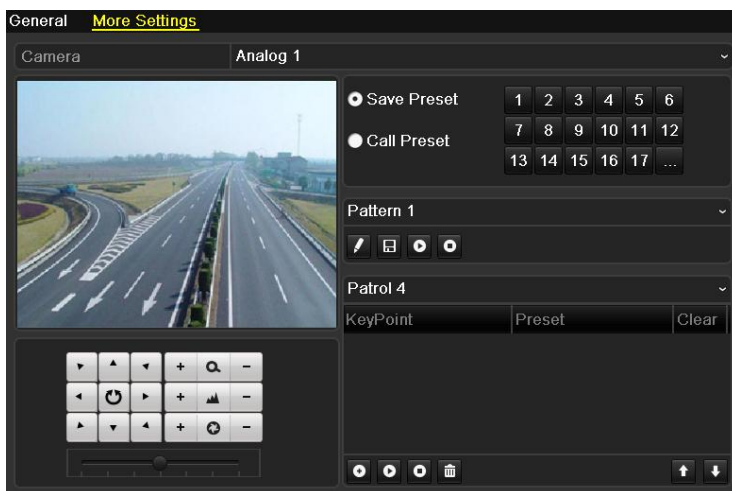 General More Settings
Camera Analog 1
Save Preset
Call Preset
1 2 3 4 5 6
7 8 9 10 11 12
13 14 15 16 17 ...
Pattern 1
Patrol 4
KeyPoint Preset Clear